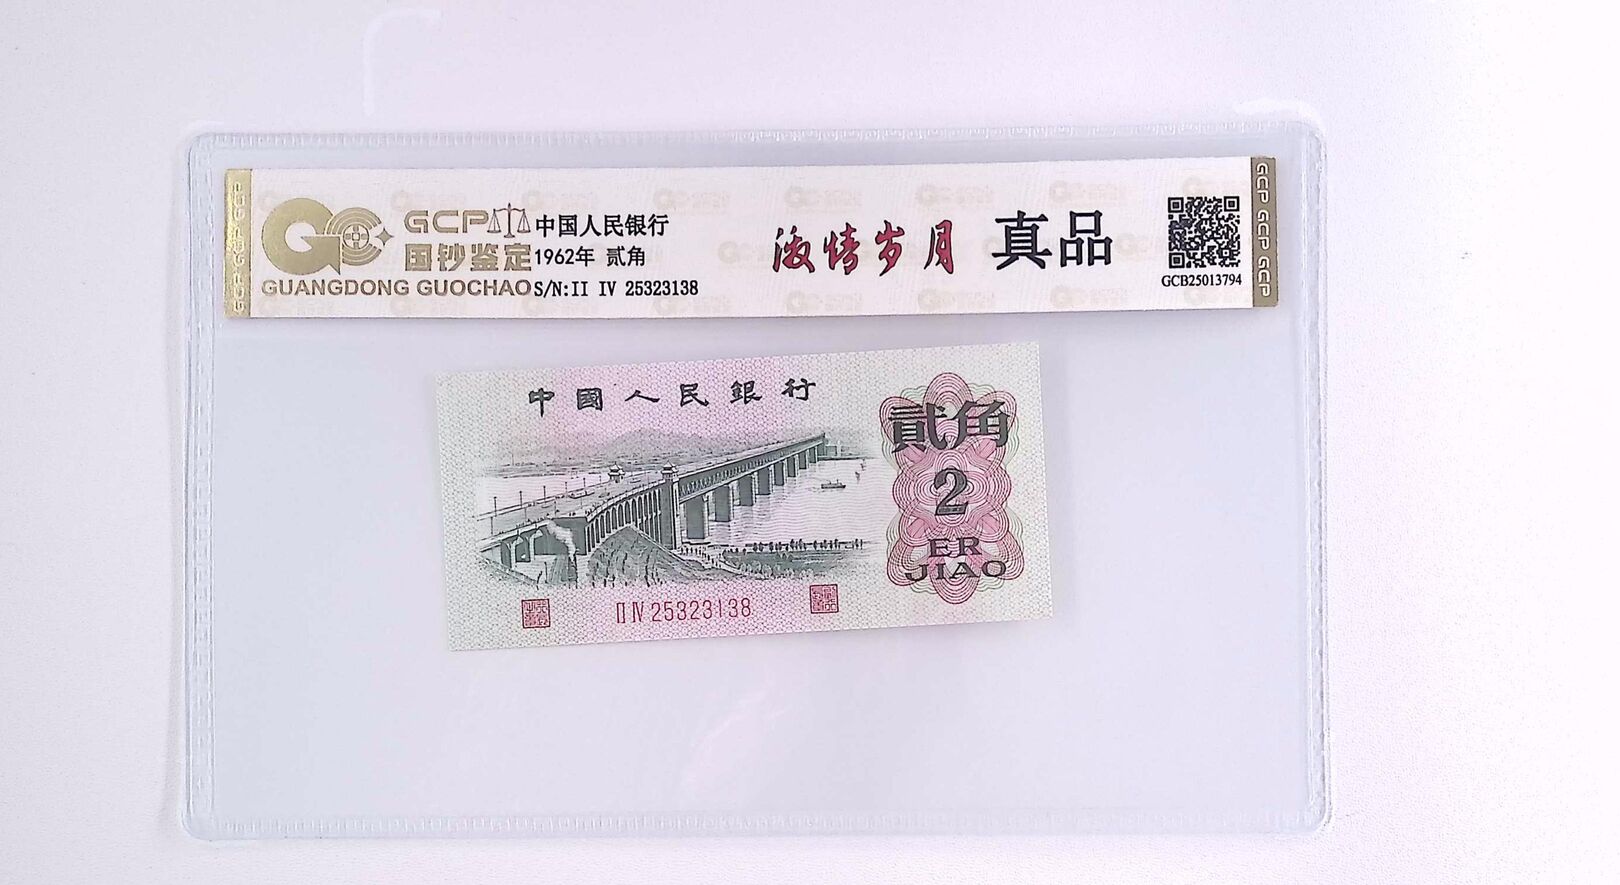 GCP
中国人民银行
国钞鉴定
1962年 贰角
GUANGDONG GUOCHAO
S/N:II IV 25323138
激情岁月
真品
GCB25013794
GCP GCP GCP
中國人民銀行
貳角
2
ER
JIAO
II IV 25323138